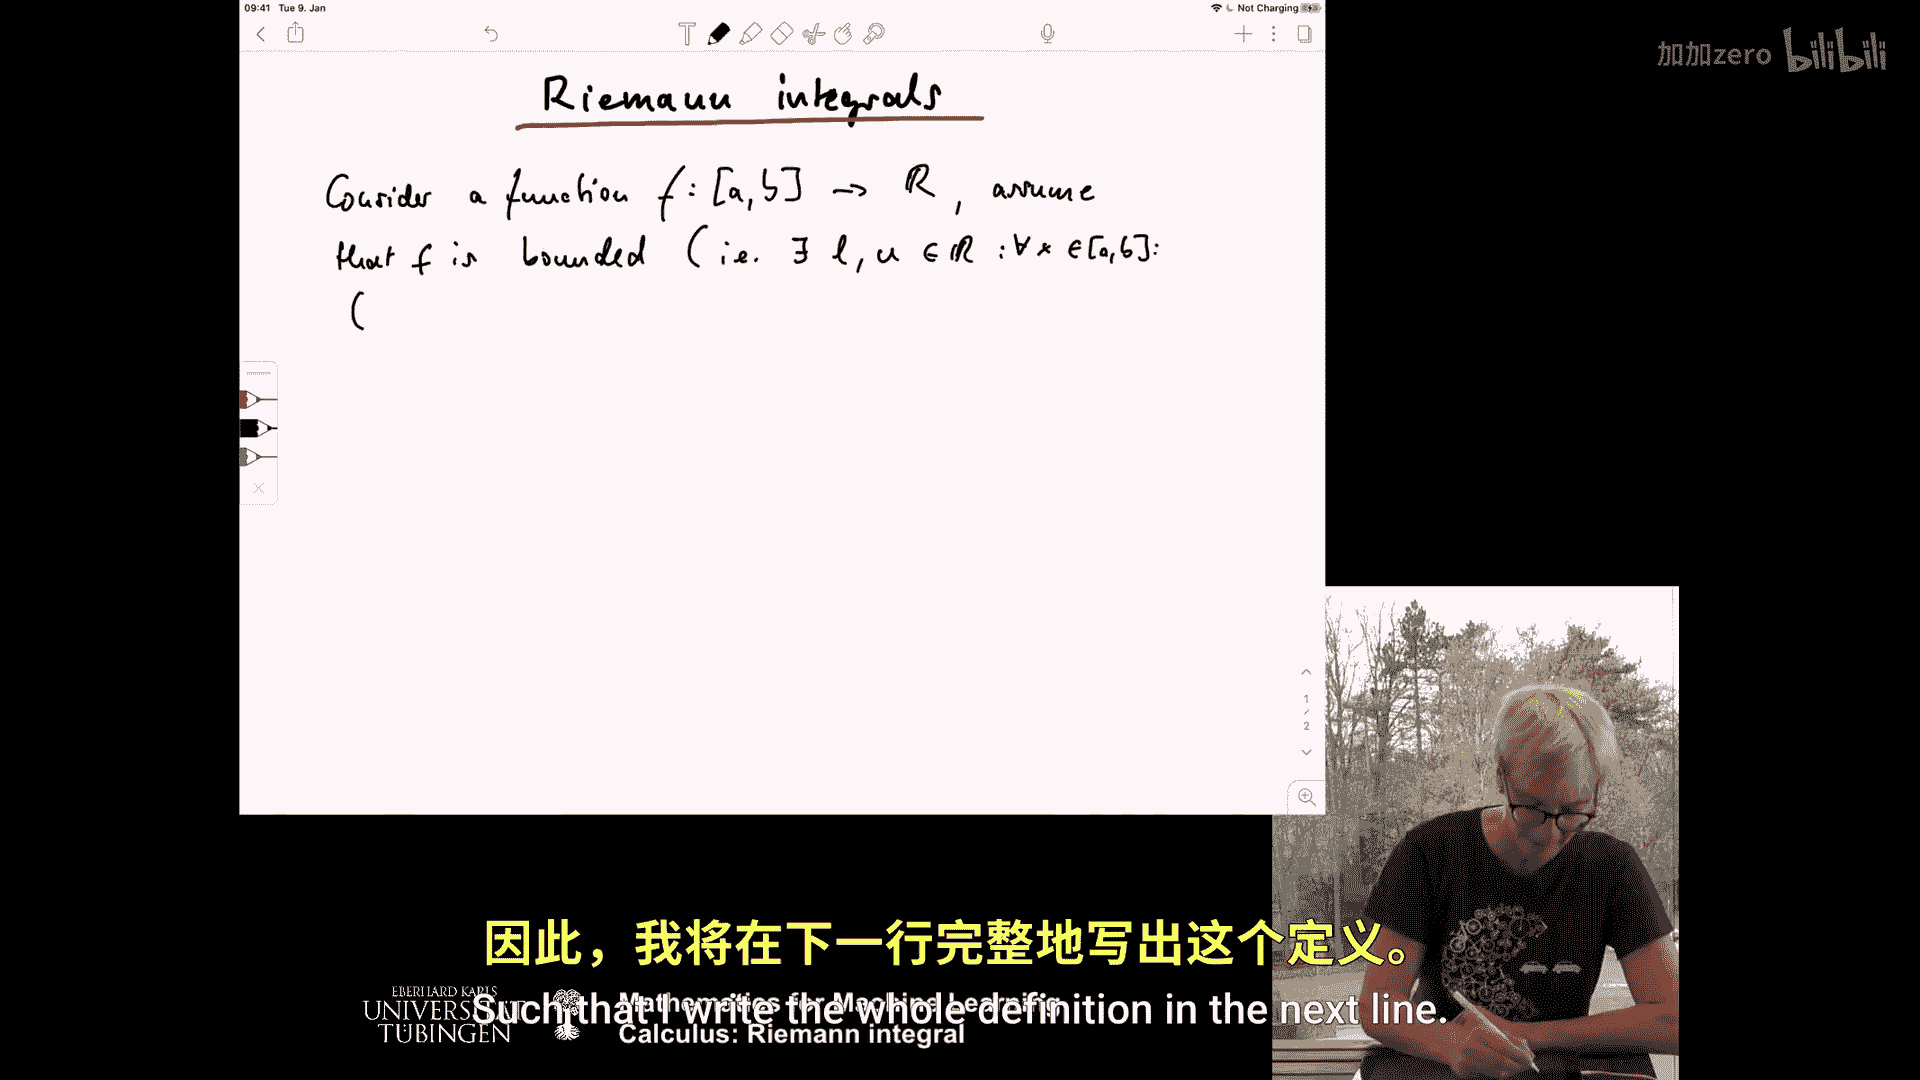 09:41 Tue 9. Jan
Not Charging
加加zero bilibili
Riemann integrals
Consider a function f: [a, b] → ℝ, assume
that f is bounded (i.e. ∃ l, u ∈ ℝ : ∀ x ∈ [a, b]:
(
1
2
因此，我将在下一行完整地写出这个定义。
Such that I write the whole definition in the next line.
EBERHARD KARLS
UNIVERSITÄT
TÜBINGEN
Mathematics for Machine Learning
Calculus: Riemann integral